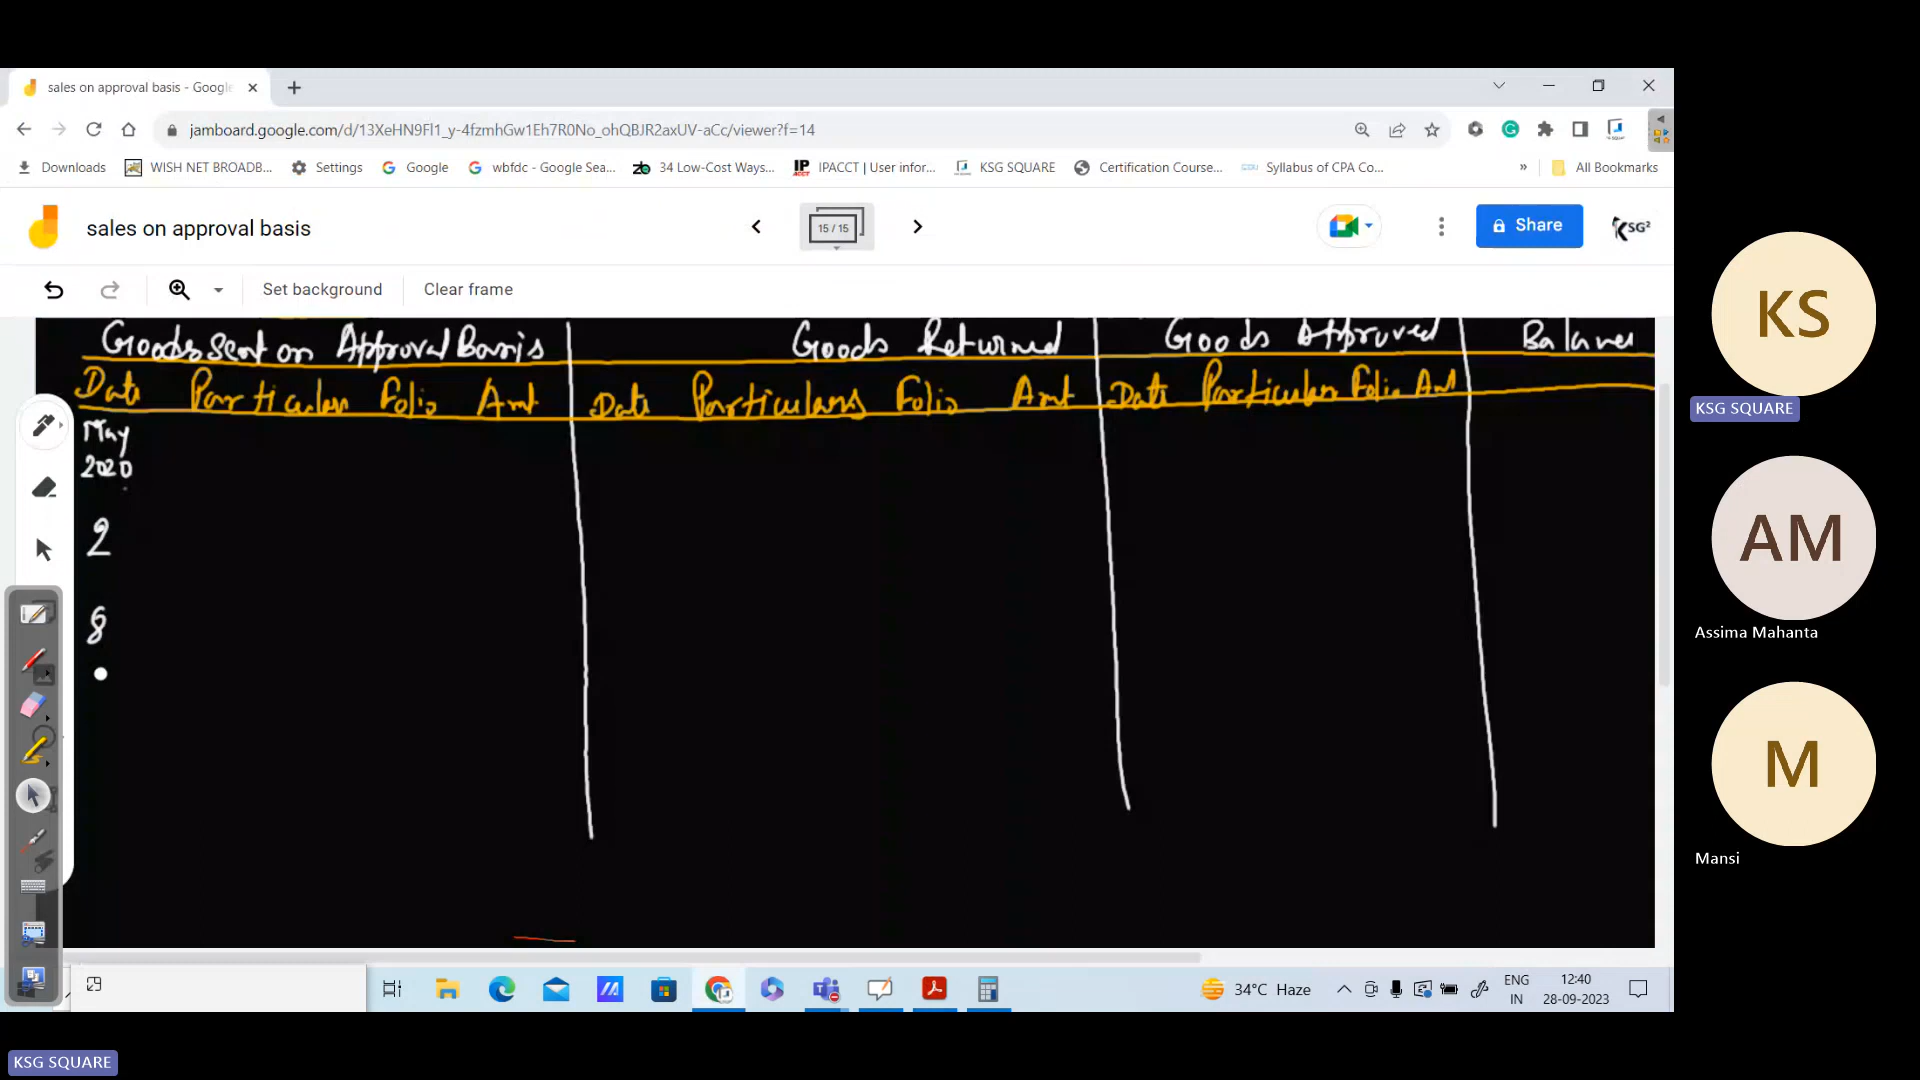 sales on approval basis - Google
jamboard.google.com/d/13XeHN9Fl1_y-4fzmhGw1Eh7R0No_ohQBJR2axUV-aCc/viewer?f=14
Downloads WISH NET BROADB... Settings Google wbfdc - Google Sea... 34 Low-Cost Ways... IPACCT | User infor... KSG SQUARE Certification Course... Syllabus of CPA Co... » All Bookmarks
sales on approval basis 15 / 15 Share KSG²
Set background Clear frame
Goods Sent on Approval Basis Goods Returned Goods Approved Balance
Date Particulars Folio Amt Date Particulars Folio Amt Date Particulars Folio Amt
May
2020
2
8
34°C Haze ENG IN 12:40 28-09-2023
KS
KSG SQUARE
AM
Assima Mahanta
M
Mansi
KSG SQUARE